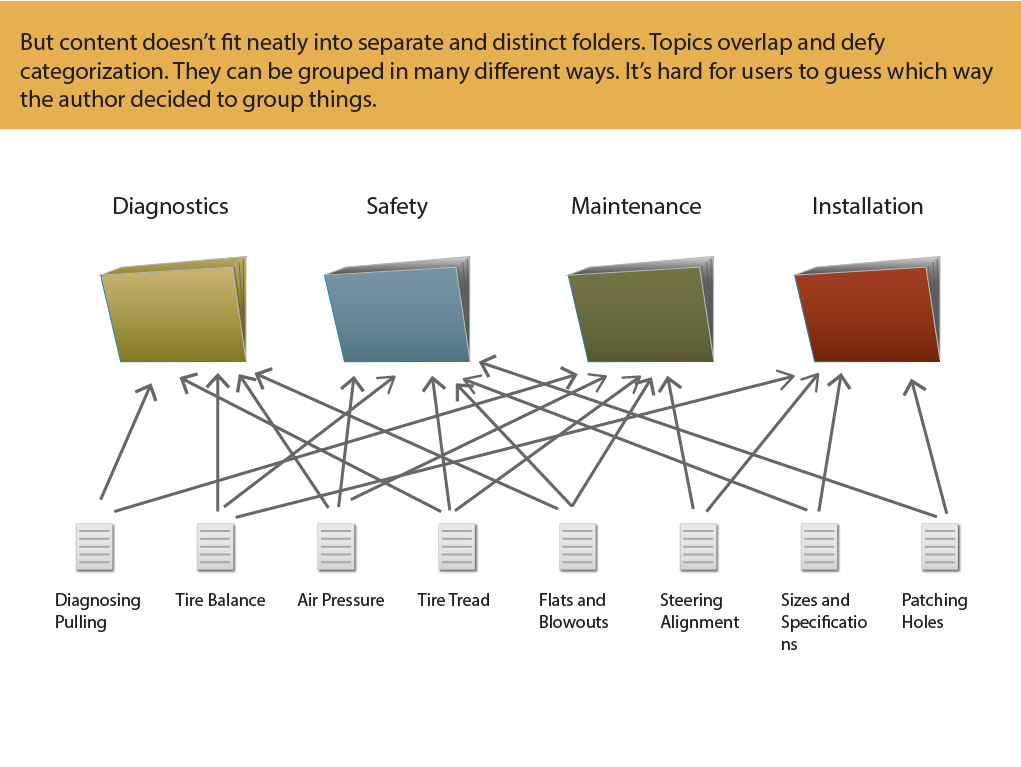 But content doesn’t fit neatly into separate and distinct folders. Topics overlap and defy
categorization. They can be grouped in many different ways. It’s hard for users to guess which way
the author decided to group things.
Diagnostics
Safety
Maintenance
Installation
Diagnosing
Pulling
Tire Balance
Air Pressure
Tire Tread
Flats and
Blowouts
Steering
Alignment
Sizes and
Specificatio
ns
Patching
Holes